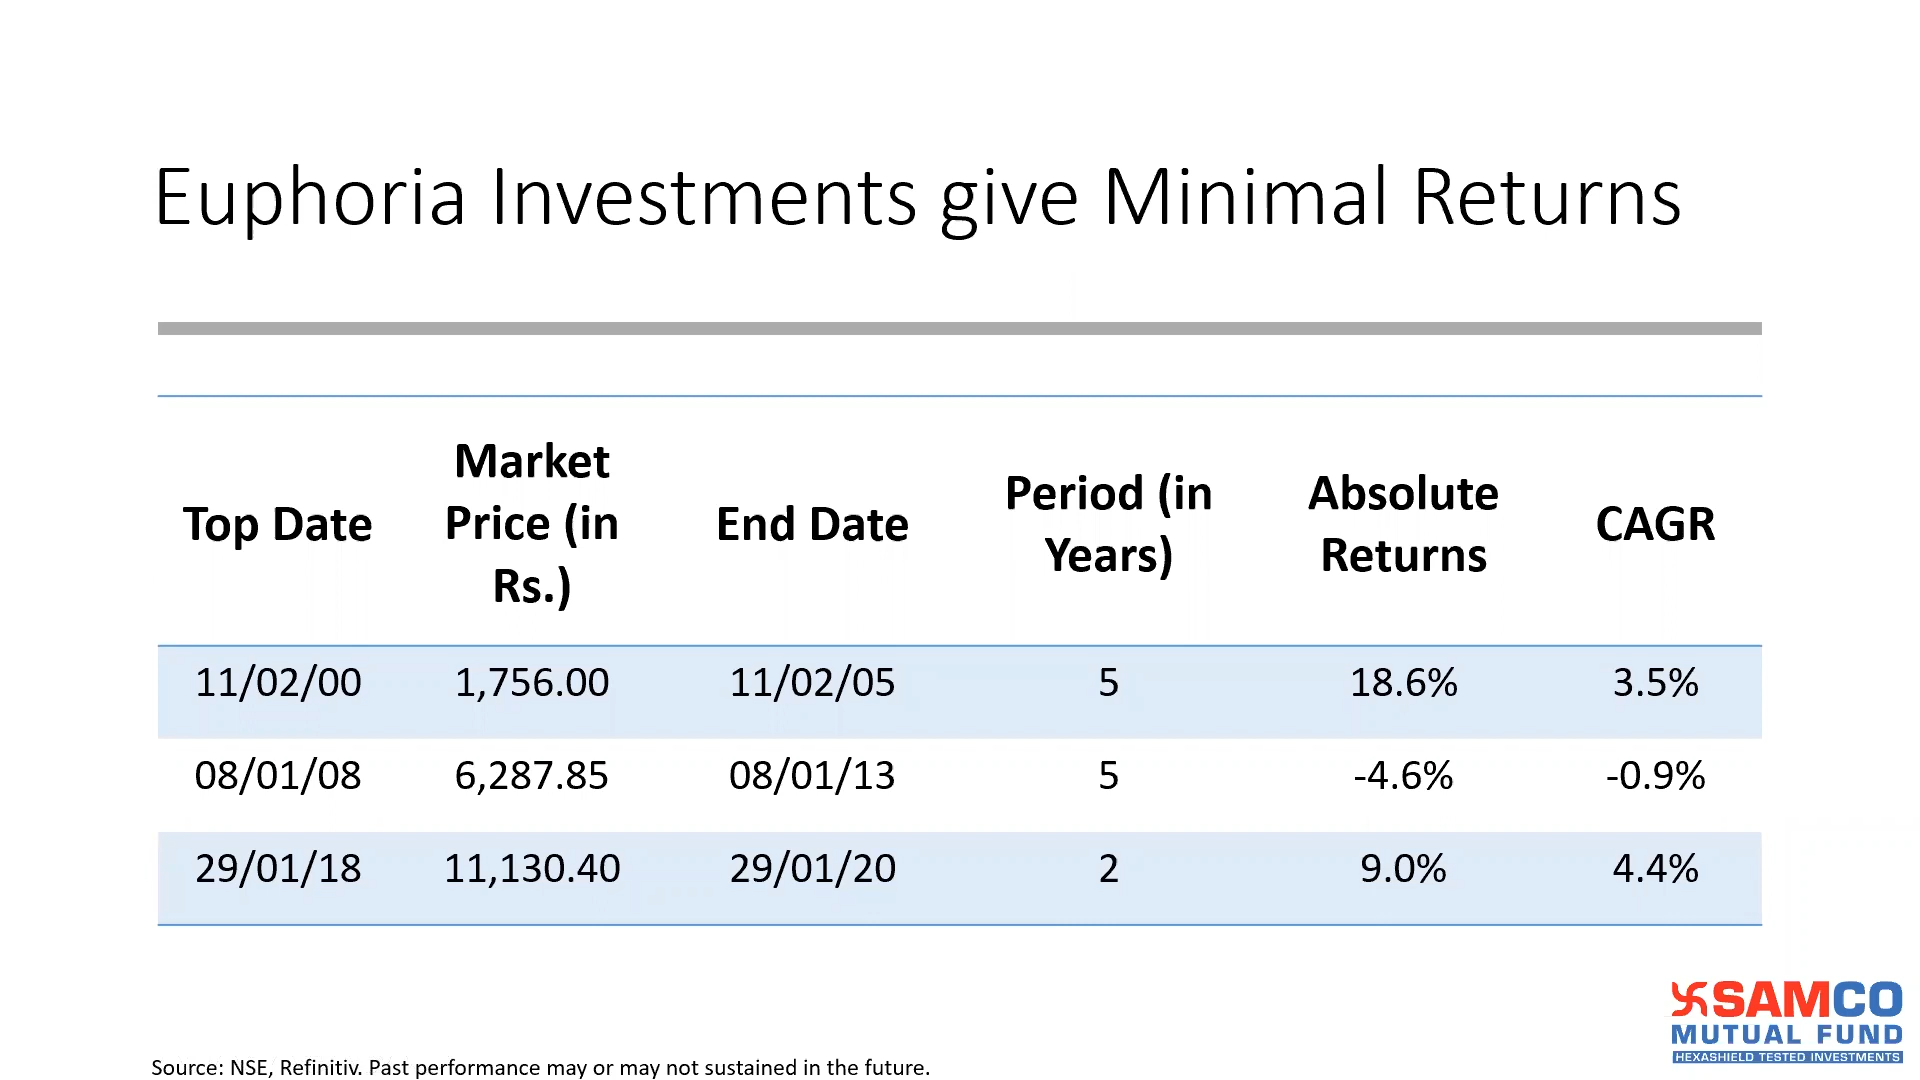 Euphoria Investments give Minimal Returns
Top Date
Market
Price (in
Rs.)
End Date
Period (in
Years)
Absolute
Returns
CAGR
11/02/00 1,756.00 11/02/05 5 18.6% 3.5%
08/01/08 6,287.85 08/01/13 5 -4.6% -0.9%
29/01/18 11,130.40 29/01/20 2 9.0% 4.4%
SAMCO
MUTUAL FUND
HEXASHIELD TESTED INVESTMENTS
Source: NSE, Refinitiv. Past performance may or may not sustained in the future.